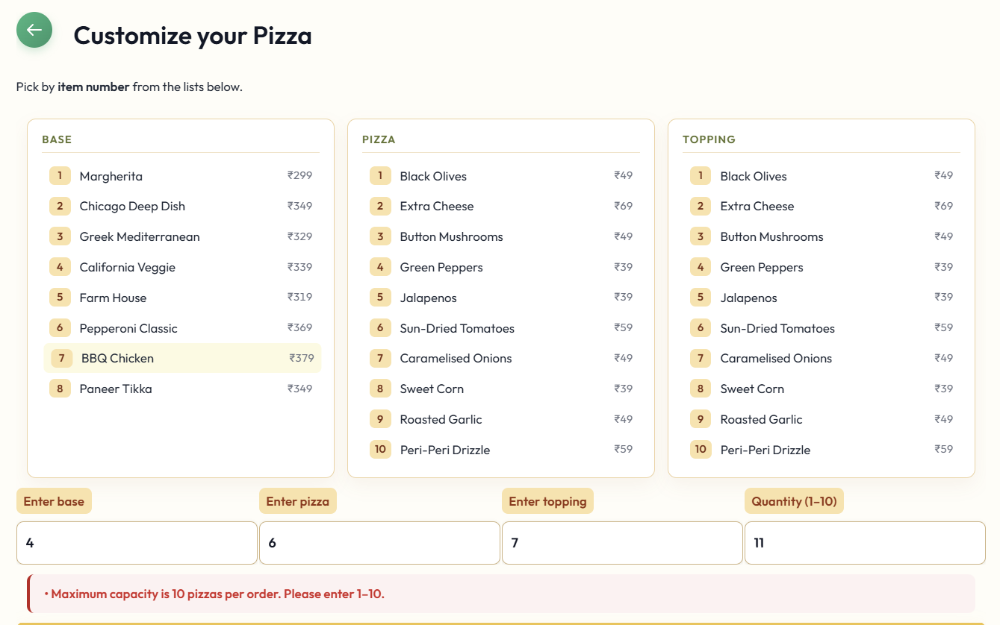 Customize your Pizza
Pick by item number from the lists below.
BASE
1 Margherita ₹299
2 Chicago Deep Dish ₹349
3 Greek Mediterranean ₹329
4 California Veggie ₹339
5 Farm House ₹319
6 Pepperoni Classic ₹369
7 BBQ Chicken ₹379
8 Paneer Tikka ₹349
PIZZA
1 Black Olives ₹49
2 Extra Cheese ₹69
3 Button Mushrooms ₹49
4 Green Peppers ₹39
5 Jalapenos ₹39
6 Sun-Dried Tomatoes ₹59
7 Caramelised Onions ₹49
8 Sweet Corn ₹39
9 Roasted Garlic ₹49
10 Peri-Peri Drizzle ₹59
TOPPING
1 Black Olives ₹49
2 Extra Cheese ₹69
3 Button Mushrooms ₹49
4 Green Peppers ₹39
5 Jalapenos ₹39
6 Sun-Dried Tomatoes ₹59
7 Caramelised Onions ₹49
8 Sweet Corn ₹39
9 Roasted Garlic ₹49
10 Peri-Peri Drizzle ₹59
Enter base
4
Enter pizza
6
Enter topping
7
Quantity (1–10)
11
• Maximum capacity is 10 pizzas per order. Please enter 1–10.